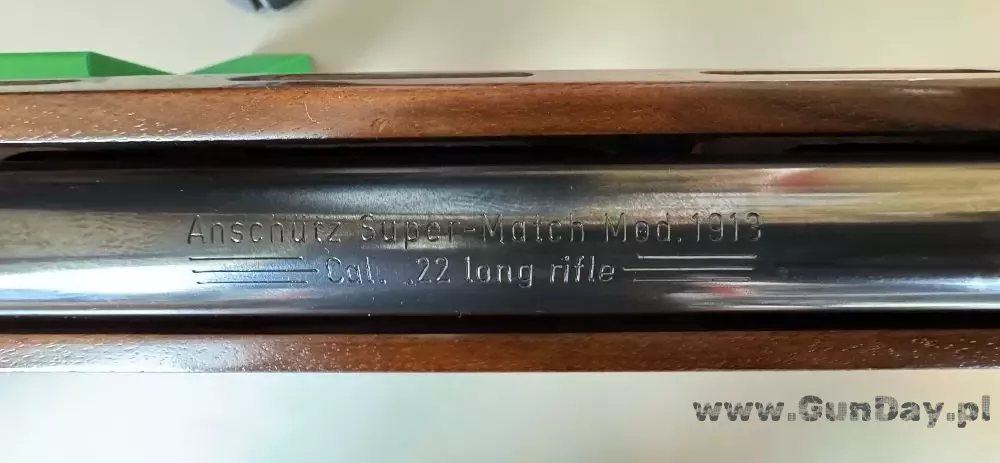 Anschütz Super-Match Mod. 1913
Cal. .22 long rifle
www.GunDay.pl